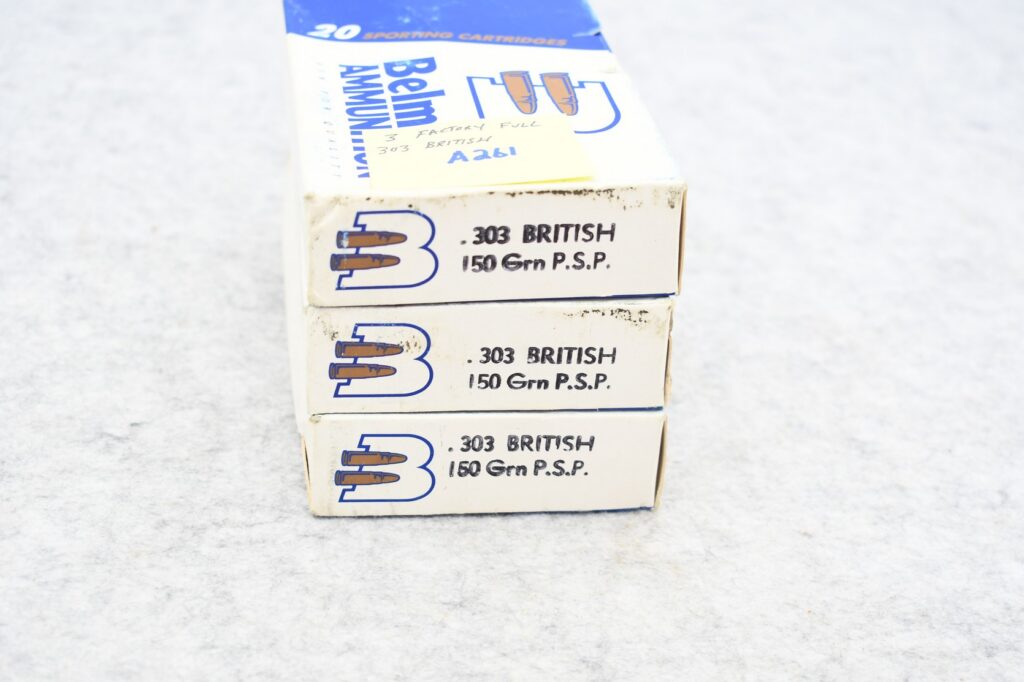 20 SPORTING CARTRIDGES
Belm
AMMUNITION
3 FACTORY FULL
303 BRITISH
A261
.303 BRITISH
150 Grn P.S.P.
.303 BRITISH
150 Grn P.S.P.
.303 BRITISH
150 Grn P.S.P.